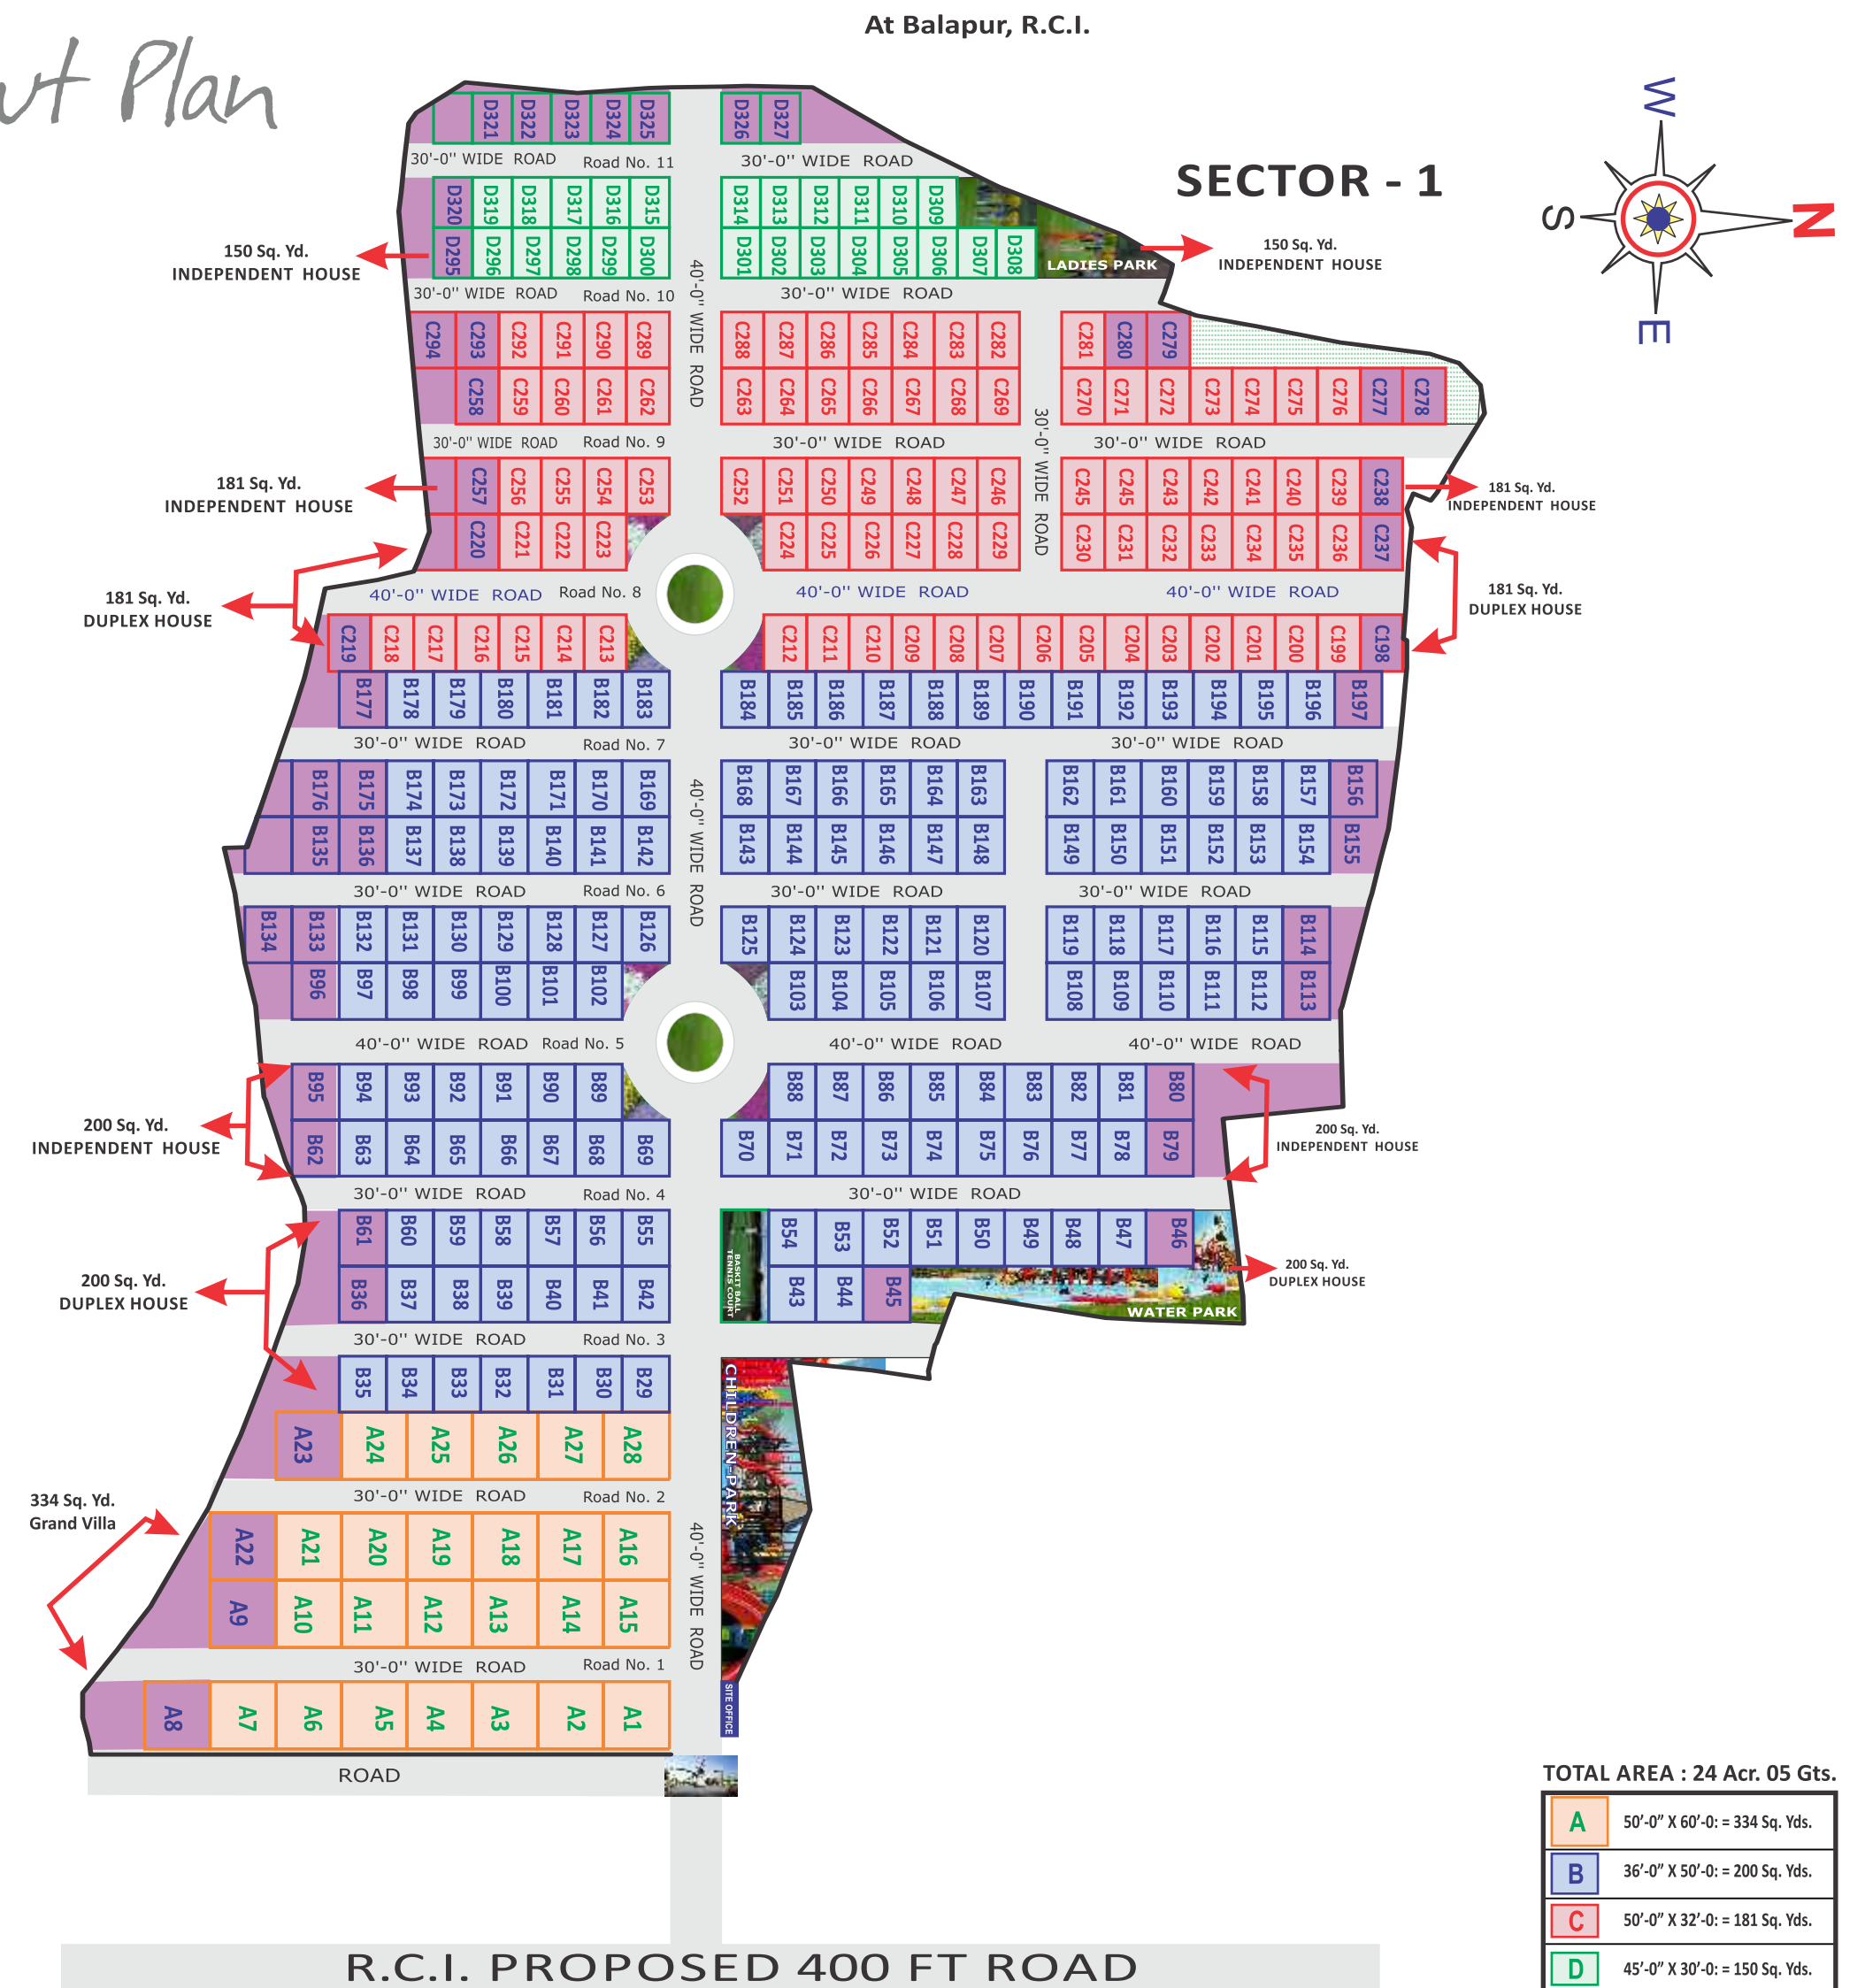 At Balapur, R.C.I.
ut Plan
SECTOR - 1
W
S
N
E
D321 D322 D323 D324 D325 D326 D327
30'-0" WIDE ROAD Road No. 11 30'-0" WIDE ROAD
D320 D319 D318 D317 D316 D315 D314 D313 D312 D311 D310 D309
D295 D296 D297 D298 D299 D300 D301 D302 D303 D304 D305 D306 D307 D308
LADIES PARK
150 Sq. Yd.
INDEPENDENT HOUSE
150 Sq. Yd.
INDEPENDENT HOUSE
30'-0" WIDE ROAD Road No. 10 30'-0" WIDE ROAD
40'-0" WIDE ROAD
C294 C293 C292 C291 C290 C289 C288 C287 C286 C285 C284 C283 C282 C281 C280 C279
C258 C259 C260 C261 C262 C263 C264 C265 C266 C267 C268 C269 C270 C271 C272 C273 C274 C275 C276 C277 C278
30'-0" WIDE ROAD Road No. 9 30'-0" WIDE ROAD 30'-0" WIDE ROAD
30'-0" WIDE ROAD
C257 C256 C255 C254 C253 C252 C251 C250 C249 C248 C247 C246 C245 C245 C243 C242 C241 C240 C239 C238
181 Sq. Yd.
INDEPENDENT HOUSE
181 Sq. Yd.
INDEPENDENT HOUSE
C220 C221 C222 C223 C224 C225 C226 C227 C228 C229 C230 C231 C232 C233 C234 C235 C236 C237
181 Sq. Yd.
DUPLEX HOUSE
181 Sq. Yd.
DUPLEX HOUSE
40'-0" WIDE ROAD Road No. 8 40'-0" WIDE ROAD 40'-0" WIDE ROAD
C219 C218 C217 C216 C215 C214 C213 C212 C211 C210 C209 C208 C207 C206 C205 C204 C203 C202 C201 C200 C199 C198
B177 B178 B179 B180 B181 B182 B183 B184 B185 B186 B187 B188 B189 B190 B191 B192 B193 B194 B195 B196 B197
30'-0" WIDE ROAD Road No. 7 30'-0" WIDE ROAD 30'-0" WIDE ROAD
B176 B175 B174 B173 B172 B171 B170 B169 B168 B167 B166 B165 B164 B163 B162 B161 B160 B159 B158 B157 B156
40'-0" WIDE ROAD
B135 B136 B137 B138 B139 B140 B141 B142 B143 B144 B145 B146 B147 B148 B149 B150 B151 B152 B153 B154 B155
30'-0" WIDE ROAD Road No. 6 30'-0" WIDE ROAD 30'-0" WIDE ROAD
B134 B133 B132 B131 B130 B129 B128 B127 B126 B125 B124 B123 B122 B121 B120 B119 B118 B117 B116 B115 B114
B96 B97 B98 B99 B100 B101 B102 B103 B104 B105 B106 B107 B108 B109 B110 B111 B112 B113
40'-0" WIDE ROAD Road No. 5 40'-0" WIDE ROAD 40'-0" WIDE ROAD
B95 B94 B93 B92 B91 B90 B89 B88 B87 B86 B85 B84 B83 B82 B81 B80
200 Sq. Yd.
INDEPENDENT HOUSE
200 Sq. Yd.
INDEPENDENT HOUSE
B62 B63 B64 B65 B66 B67 B68 B69 B70 B71 B72 B73 B74 B75 B76 B77 B78 B79
30'-0" WIDE ROAD Road No. 4 30'-0" WIDE ROAD
B61 B60 B59 B58 B57 B56 B55 B54 B53 B52 B51 B50 B49 B48 B47 B46
BASKIT BALL
TENNIS COURT
200 Sq. Yd.
DUPLEX HOUSE
200 Sq. Yd.
DUPLEX HOUSE
B36 B37 B38 B39 B40 B41 B42 B43 B44 B45
WATER PARK
30'-0" WIDE ROAD Road No. 3
B35 B34 B33 B32 B31 B30 B29
CHILDREN-PARK
A23 A24 A25 A26 A27 A28
30'-0" WIDE ROAD Road No. 2
334 Sq. Yd.
Grand Villa
A22 A21 A20 A19 A18 A17 A16
40'-0" WIDE ROAD
A9 A10 A11 A12 A13 A14 A15
30'-0" WIDE ROAD Road No. 1
A8 A7 A6 A5 A4 A3 A2 A1
SITE OFFICE
ROAD
R.C.I. PROPOSED 400 FT ROAD
TOTAL AREA : 24 Acr. 05 Gts.
A 50'-0" X 60'-0: = 334 Sq. Yds.
B 36'-0" X 50'-0: = 200 Sq. Yds.
C 50'-0" X 32'-0: = 181 Sq. Yds.
D 45'-0" X 30'-0: = 150 Sq. Yds.